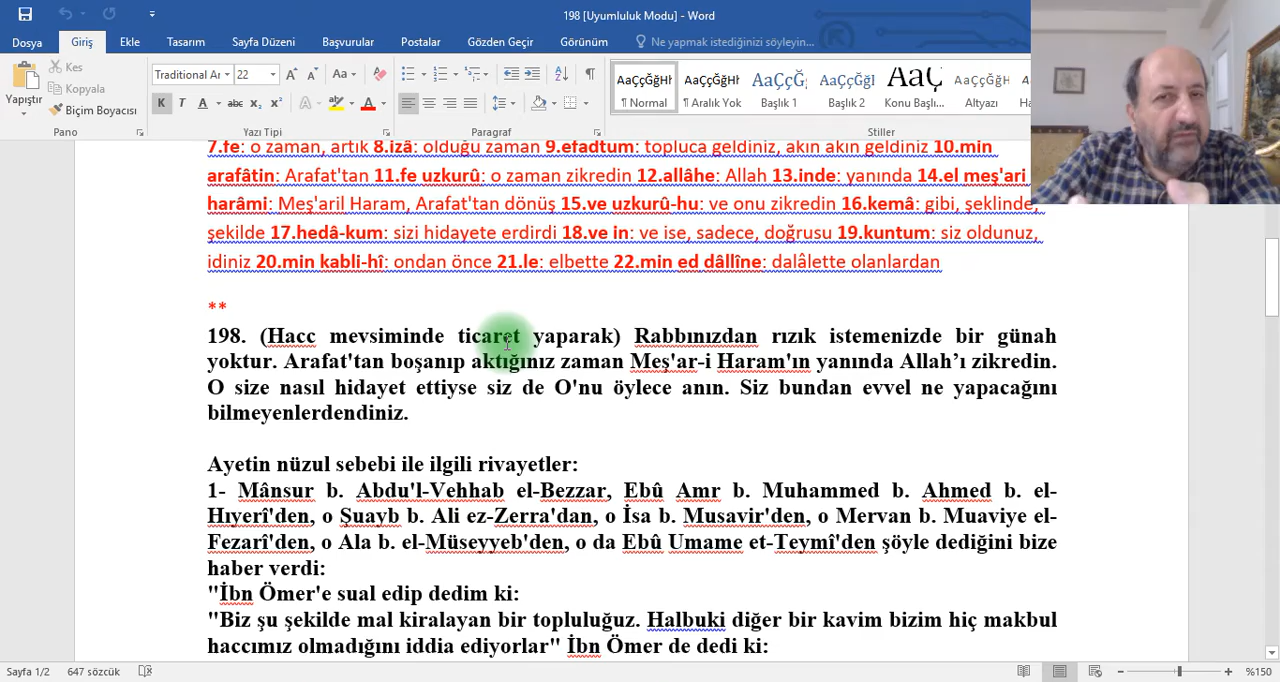 198 [Uyumluluk Modu] - Word
Dosya Giriş Ekle Tasarım Sayfa Düzeni Başvurular Postalar Gözden Geçir Görünüm Ne yapmak istediğinizi söyleyin...
Yapıştır
Kes
Kopyala
Biçim Boyacısı
Traditional Ar 22
K T A abc x₂ x²
AaÇçĞğHł AaÇçĞğHł AaÇçĞğ AaÇçĞğl AaÇ AaÇçĞğH
¶ Normal ¶ Aralık Yok Başlık 1 Başlık 2 Konu Başlı... Altyazı
Pano Yazı Tipi Paragraf Stiller
7.fe: o zaman, artık 8.izâ: olduğu zaman 9.efadtum: topluca geldiniz, akın akın geldiniz 10.min
arafâtin: Arafat'tan 11.fe uzkurû: o zaman zikredin 12.allâhe: Allah 13.inde: yanında 14.el meş'ari
harâmi: Meş'aril Haram, Arafat'tan dönüş 15.ve uzkurû-hu: ve onu zikredin 16.kemâ: gibi, şeklinde,
şekilde 17.hedâ-kum: sizi hidayete erdirdi 18.ve in: ve ise, sadece, doğrusu 19.kuntum: siz oldunuz,
idiniz 20.min kabli-hî: ondan önce 21.le: elbette 22.min ed dâllîne: dalâlette olanlardan
**
198. (Hacc mevsiminde ticaret yaparak) Rabbınızdan rızık istemenizde bir günah
yoktur. Arafat'tan boşanıp aktığınız zaman Meş'ar-i Haram'ın yanında Allah’ı zikredin.
O size nasıl hidayet ettiyse siz de O'nu öylece anın. Siz bundan evvel ne yapacağını
bilmeyenlerdendiniz.
Ayetin nüzul sebebi ile ilgili rivayetler:
1- Mânsur b. Abdu'l-Vehhab el-Bezzar, Ebû Amr b. Muhammed b. Ahmed b. el-
Hıyerî'den, o Şuayb b. Ali ez-Zerra'dan, o İsa b. Musavir'den, o Mervan b. Muaviye el-
Fezarî'den, o Ala b. el-Müseyyeb'den, o da Ebû Umame et-Teymî'den şöyle dediğini bize
haber verdi:
"İbn Ömer'e sual edip dedim ki:
"Biz şu şekilde mal kiralayan bir topluluğuz. Halbuki diğer bir kavim bizim hiç makbul
haccımız olmadığını iddia ediyorlar" İbn Ömer de dedi ki:
Sayfa 1/2 647 sözcük %150